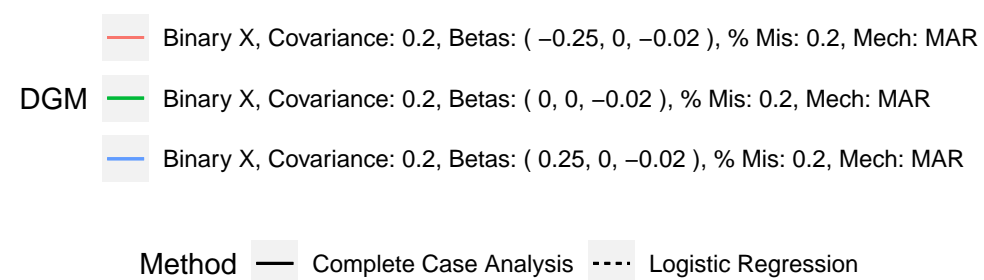 Binary X, Covariance: 0.2, Betas: ( −0.25, 0, −0.02 ), % Mis: 0.2, Mech: MAR
DGM Binary X, Covariance: 0.2, Betas: ( 0, 0, −0.02 ), % Mis: 0.2, Mech: MAR
Binary X, Covariance: 0.2, Betas: ( 0.25, 0, −0.02 ), % Mis: 0.2, Mech: MAR
Method Complete Case Analysis Logistic Regression